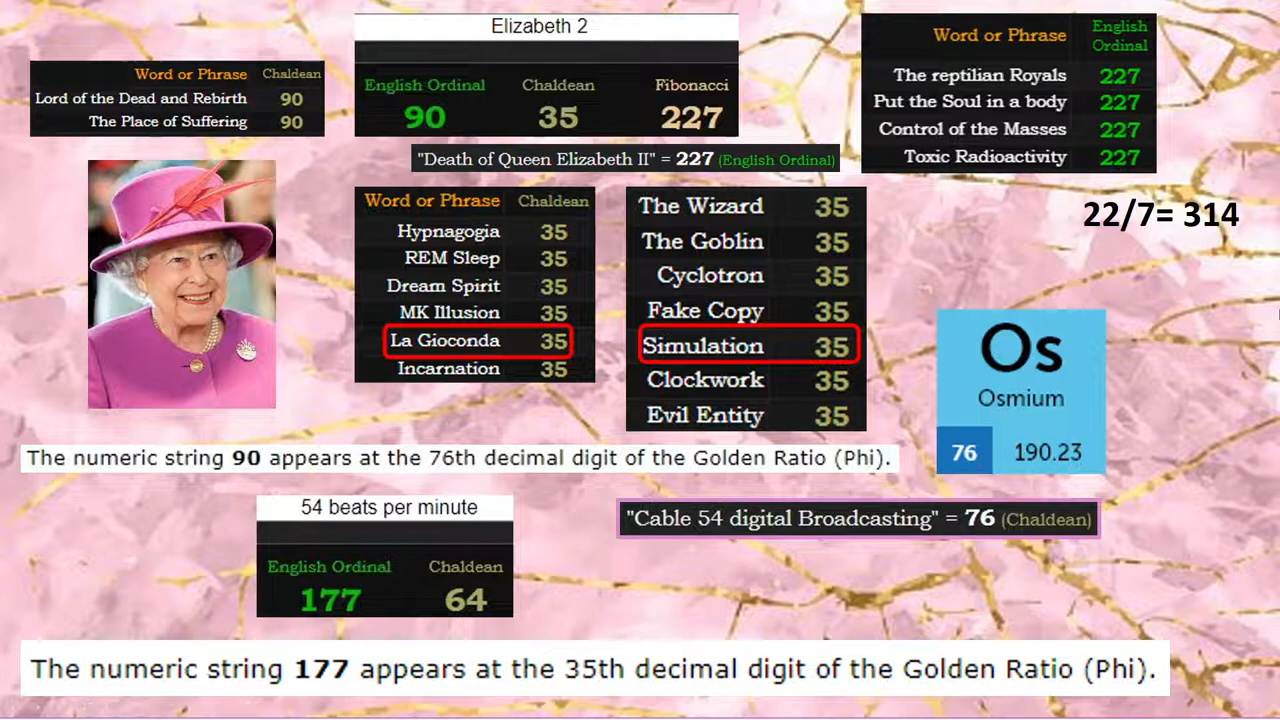 Elizabeth 2
English Ordinal Chaldean Fibonacci
90 35 227
Word or Phrase Chaldean
Lord of the Dead and Rebirth 90
The Place of Suffering 90
Word or Phrase English Ordinal
The reptilian Royals 227
Put the Soul in a body 227
Control of the Masses 227
Toxic Radioactivity 227
"Death of Queen Elizabeth II" = 227 (English Ordinal)
Word or Phrase Chaldean
Hypnagogia 35
REM Sleep 35
Dream Spirit 35
MK Illusion 35
La Gioconda 35
Incarnation 35
The Wizard 35
The Goblin 35
Cyclotron 35
Fake Copy 35
Simulation 35
Clockwork 35
Evil Entity 35
22/7= 314
Os
Osmium
76 190.23
The numeric string 90 appears at the 76th decimal digit of the Golden Ratio (Phi).
54 beats per minute
English Ordinal Chaldean
177 64
"Cable 54 digital Broadcasting" = 76 (Chaldean)
The numeric string 177 appears at the 35th decimal digit of the Golden Ratio (Phi).